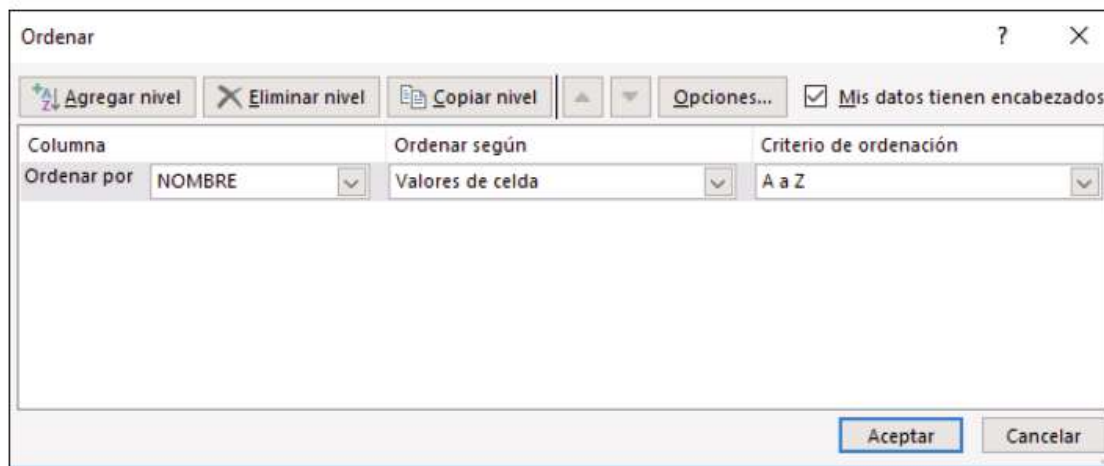 Ordenar ?
Agregar nivel Eliminar nivel Copiar nivel Opciones... Mis datos tienen encabezados
Columna Ordenar según Criterio de ordenación
Ordenar por NOMBRE Valores de celda A a Z
Aceptar Cancelar